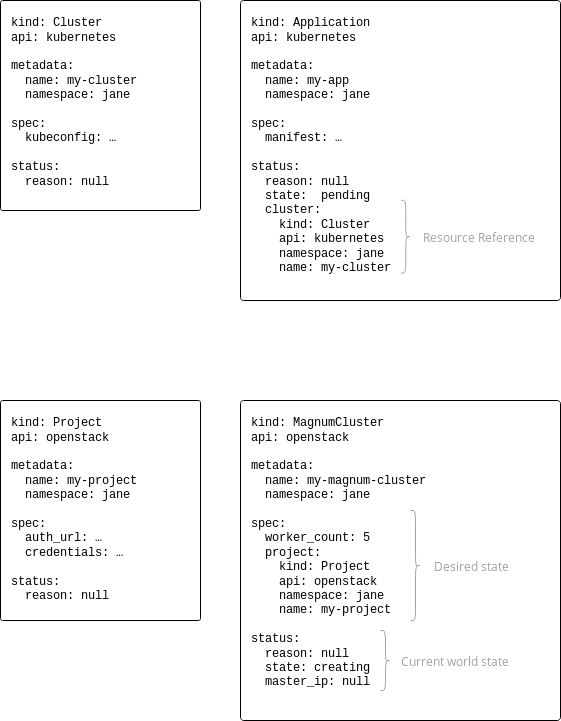 kind: Cluster
api: kubernetes
metadata:
name: my-cluster
namespace: jane
spec:
kubeconfig: …
status:
reason: null
kind: Application
api: kubernetes
metadata:
name: my-app
namespace: jane
spec:
manifest: …
status:
reason: null
state:  pending
cluster:
kind: Cluster
api: kubernetes
namespace: jane
name: my-cluster
Resource Reference
kind: Project
api: openstack
metadata:
name: my-project
namespace: jane
spec:
auth_url: …
credentials: …
status:
reason: null
kind: MagnumCluster
api: openstack
metadata:
name: my-magnum-cluster
namespace: jane
spec:
worker_count: 5
project:
kind: Project
api: openstack
namespace: jane
name: my-project
Desired state
status:
reason: null
state: creating
master_ip: null
Current world state